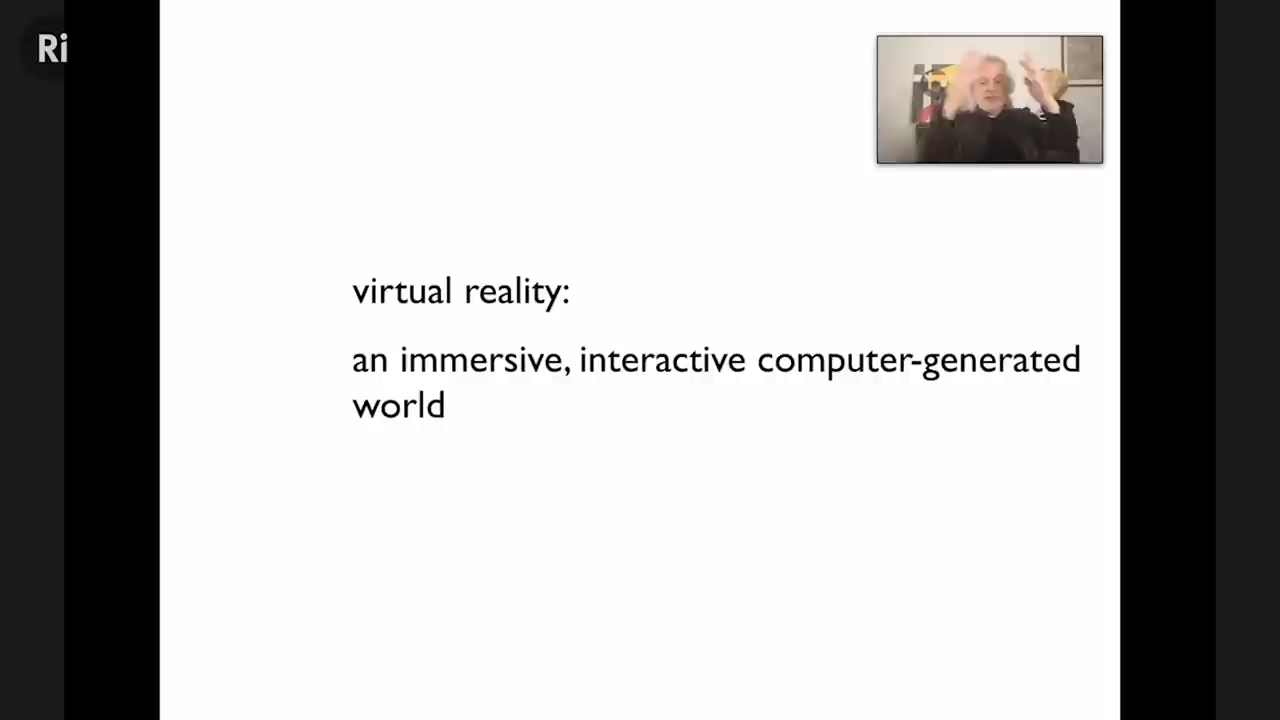 Ri
virtual reality:
an immersive, interactive computer-generated
world